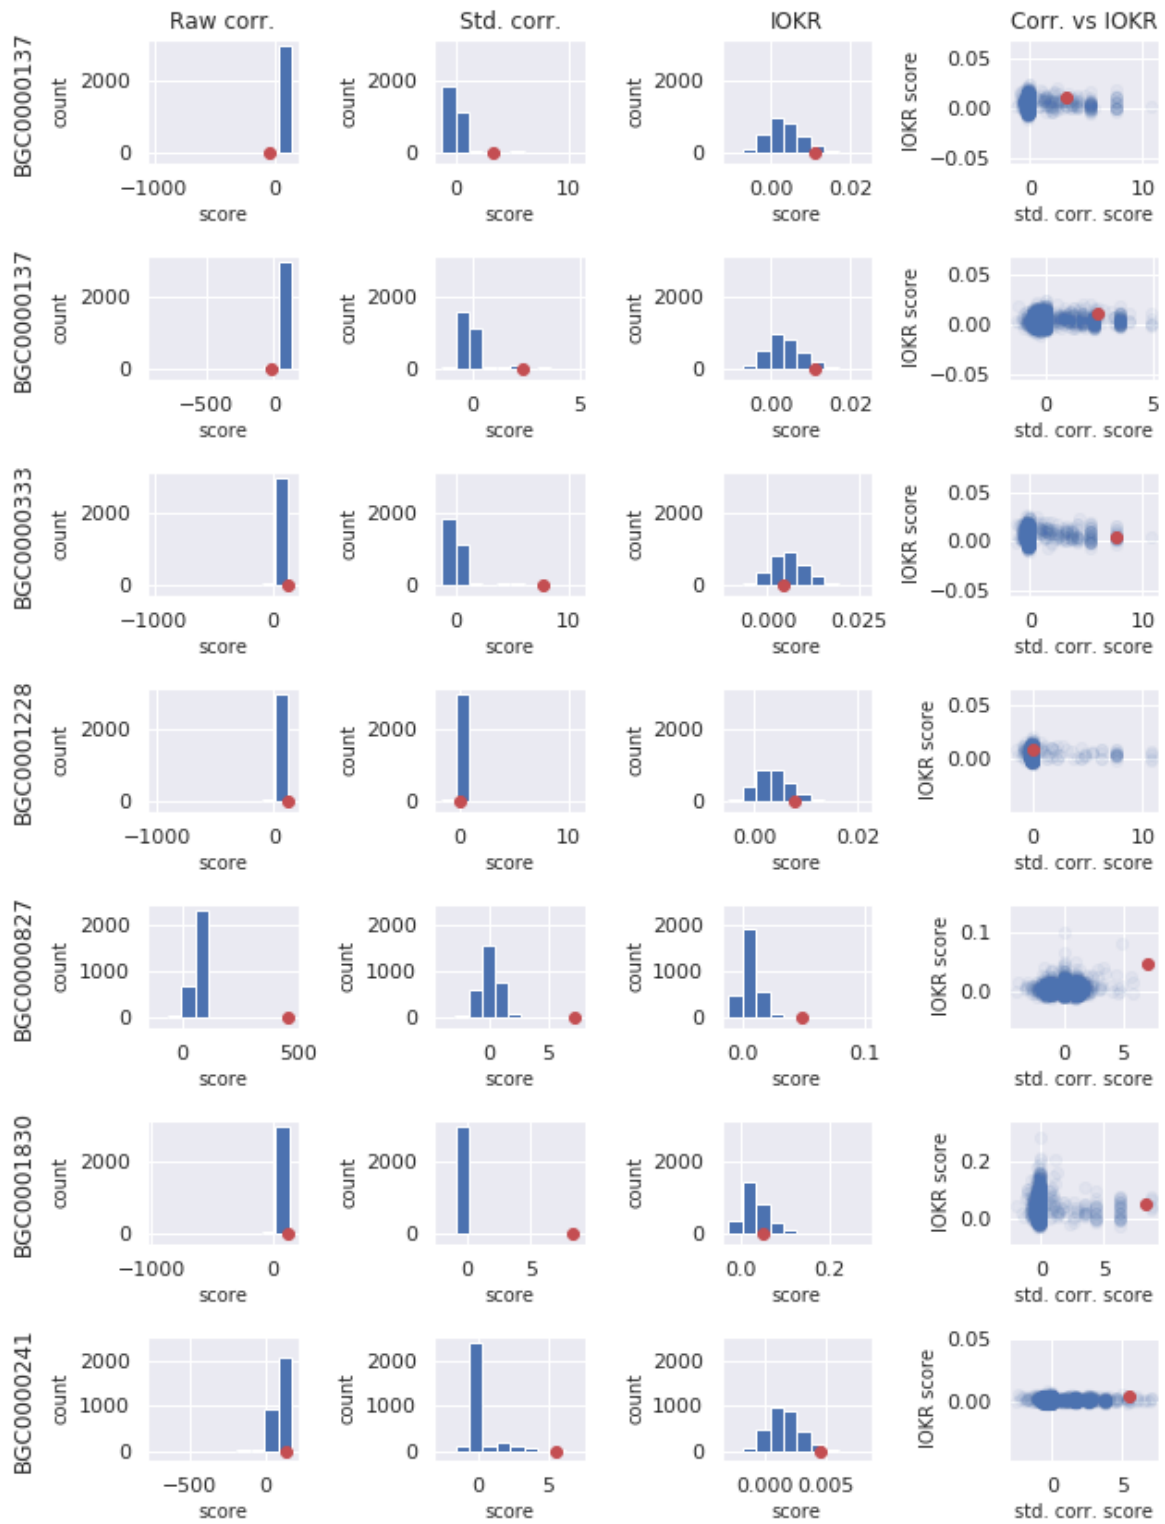 Raw corr. Std. corr. IOKR Corr. vs IOKR
BGC0000137
count 2000 0 −1000 0 score
count 2000 0 0 10 score
count 2000 0 0.00 0.02 score
IOKR score 0.05 0.00 −0.05 0 10 std. corr. score
BGC0000137
count 2000 0 −500 0 score
count 2000 0 0 5 score
count 2000 0 0.00 0.02 score
IOKR score 0.05 0.00 −0.05 0 5 std. corr. score
BGC0000333
count 2000 0 −1000 0 score
count 2000 0 0 10 score
count 2000 0 0.000 0.025 score
IOKR score 0.05 0.00 −0.05 0 10 std. corr. score
BGC0001228
count 2000 0 −1000 0 score
count 2000 0 0 10 score
count 2000 0 0.00 0.02 score
IOKR score 0.05 0.00 0 10 std. corr. score
BGC0000827
count 2000 1000 0 0 500 score
count 2000 1000 0 0 5 score
count 2000 1000 0 0.0 0.1 score
IOKR score 0.1 0.0 0 5 std. corr. score
BGC0001830
count 2000 0 −1000 0 score
count 2000 0 0 5 score
count 2000 0 0.0 0.2 score
IOKR score 0.2 0.0 0 5 std. corr. score
BGC0000241
count 2000 1000 0 −500 0 score
count 2000 1000 0 0 5 score
count 2000 1000 0 0.000 0.005 score
IOKR score 0.05 0.00 0 5 std. corr. score